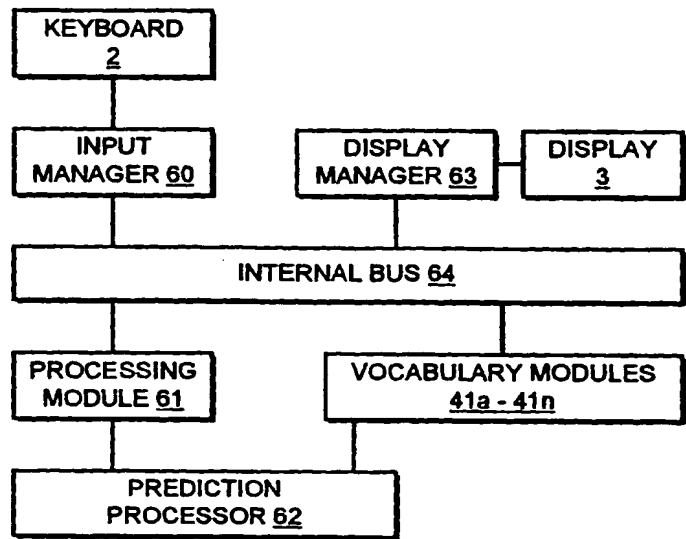 KEYBOARD
2
INPUT
MANAGER 60
DISPLAY
MANAGER 63
DISPLAY
3
INTERNAL BUS 64
PROCESSING
MODULE 61
VOCABULARY MODULES
41a - 41n
PREDICTION
PROCESSOR 62